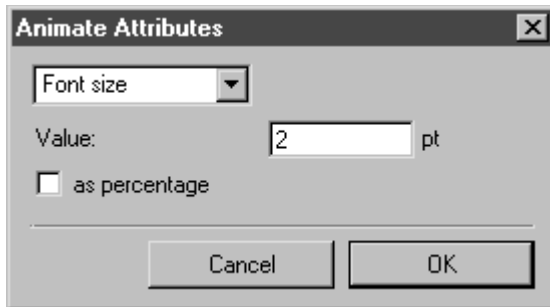 Animate Attributes
Font size
Value: 2 pt
as percentage
Cancel OK